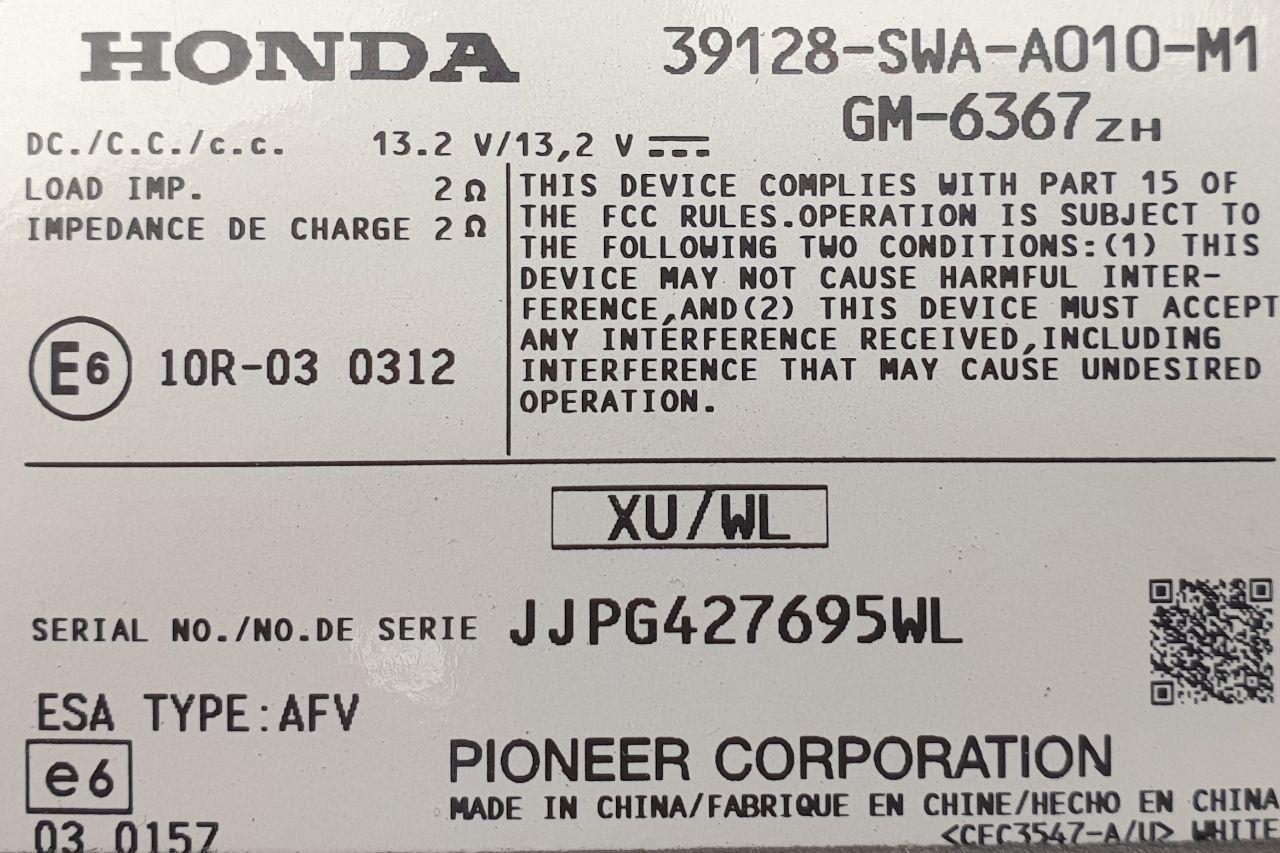 HONDA
39128-SWA-A010-M1
GM-6367ZH
DC./C.C./c.c. 13.2 V/13,2 V
LOAD IMP. 2 Ω
IMPEDANCE DE CHARGE 2 Ω
THIS DEVICE COMPLIES WITH PART 15 OF
THE FCC RULES.OPERATION IS SUBJECT TO
THE FOLLOWING TWO CONDITIONS:(1) THIS
DEVICE MAY NOT CAUSE HARMFUL INTER-
FERENCE,AND(2) THIS DEVICE MUST ACCEPT
ANY INTERFERENCE RECEIVED,INCLUDING
INTERFERENCE THAT MAY CAUSE UNDESIRED
OPERATION.
E6 10R-03 0312
XU/WL
SERIAL NO./NO.DE SERIE JJPG427695WL
ESA TYPE:AFV
e6
03 0157
PIONEER CORPORATION
MADE IN CHINA/FABRIQUE EN CHINE/HECHO EN CHINA
<CEC3547-A/U> WHITE